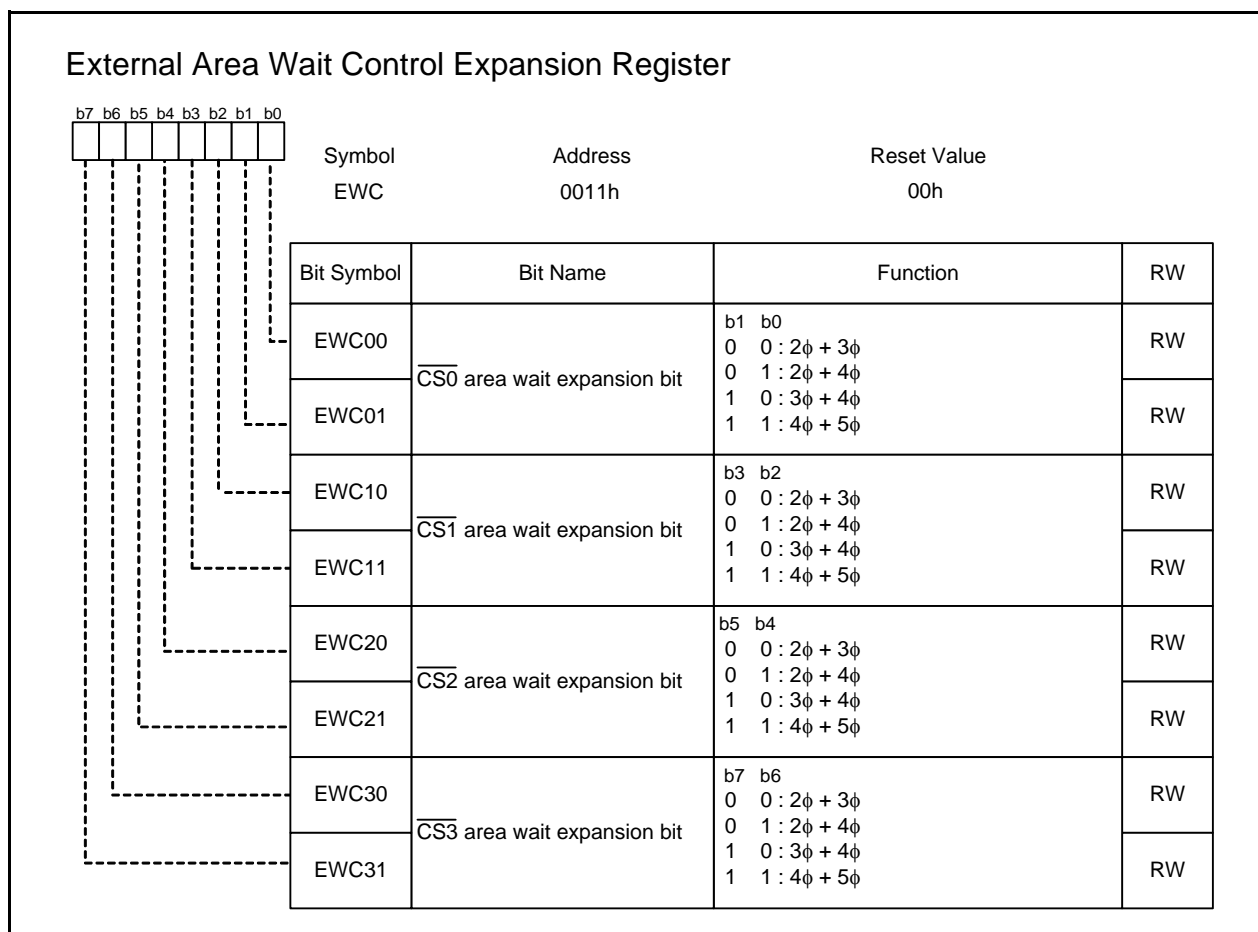 External Area Wait Control Expansion Register
b7 b6 b5 b4 b3 b2 b1 b0
Symbol Address Reset Value
EWC 0011h 00h
Bit Symbol Bit Name Function RW
EWC00 RW
EWC01 RW
C̅S̅0̅ area wait expansion bit
b1 b0
0 0 : 2ϕ + 3ϕ
0 1 : 2ϕ + 4ϕ
1 0 : 3ϕ + 4ϕ
1 1 : 4ϕ + 5ϕ
EWC10 RW
EWC11 RW
C̅S̅1̅ area wait expansion bit
b3 b2
0 0 : 2ϕ + 3ϕ
0 1 : 2ϕ + 4ϕ
1 0 : 3ϕ + 4ϕ
1 1 : 4ϕ + 5ϕ
EWC20 RW
EWC21 RW
C̅S̅2̅ area wait expansion bit
b5 b4
0 0 : 2ϕ + 3ϕ
0 1 : 2ϕ + 4ϕ
1 0 : 3ϕ + 4ϕ
1 1 : 4ϕ + 5ϕ
EWC30 RW
EWC31 RW
C̅S̅3̅ area wait expansion bit
b7 b6
0 0 : 2ϕ + 3ϕ
0 1 : 2ϕ + 4ϕ
1 0 : 3ϕ + 4ϕ
1 1 : 4ϕ + 5ϕ